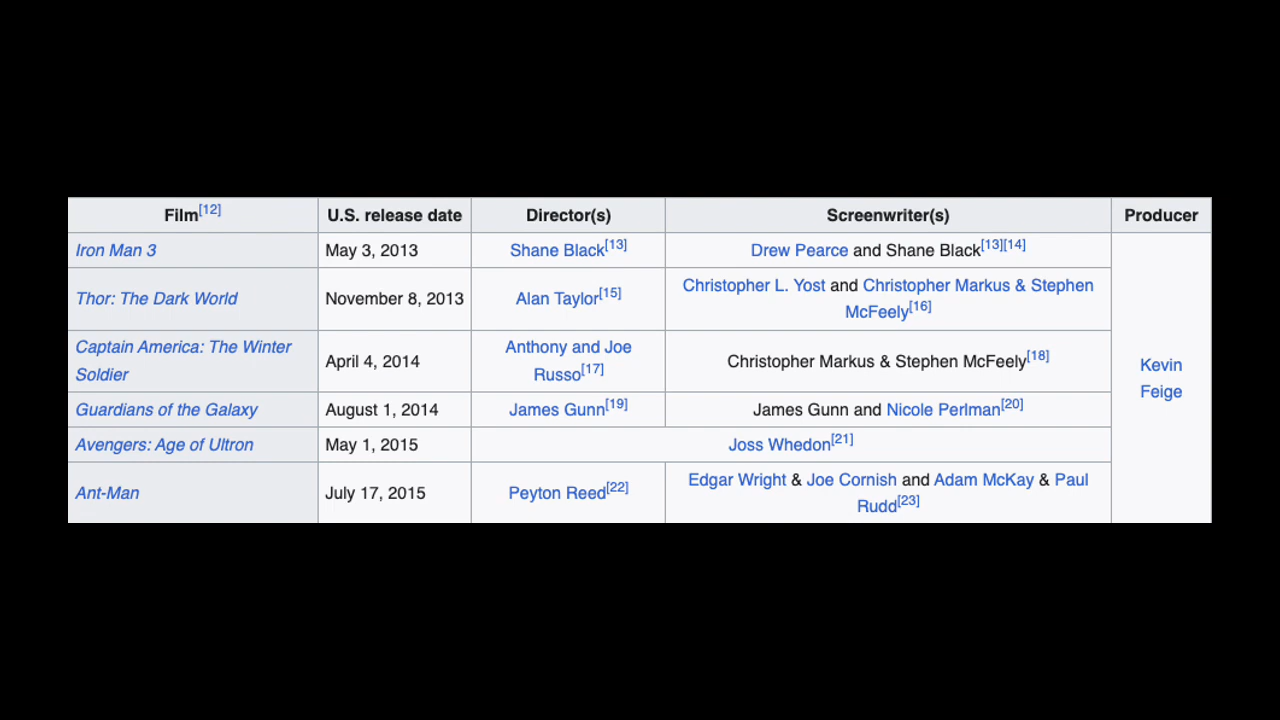 Film[12] U.S. release date Director(s) Screenwriter(s) Producer
Iron Man 3 May 3, 2013 Shane Black[13] Drew Pearce and Shane Black[13][14]
Thor: The Dark World November 8, 2013 Alan Taylor[15] Christopher L. Yost and Christopher Markus & Stephen
McFeely[16]
Captain America: The Winter
Soldier April 4, 2014 Anthony and Joe
Russo[17] Christopher Markus & Stephen McFeely[18]
Kevin
Feige
Guardians of the Galaxy August 1, 2014 James Gunn[19] James Gunn and Nicole Perlman[20]
Avengers: Age of Ultron May 1, 2015 Joss Whedon[21]
Ant-Man July 17, 2015 Peyton Reed[22] Edgar Wright & Joe Cornish and Adam McKay & Paul
Rudd[23]